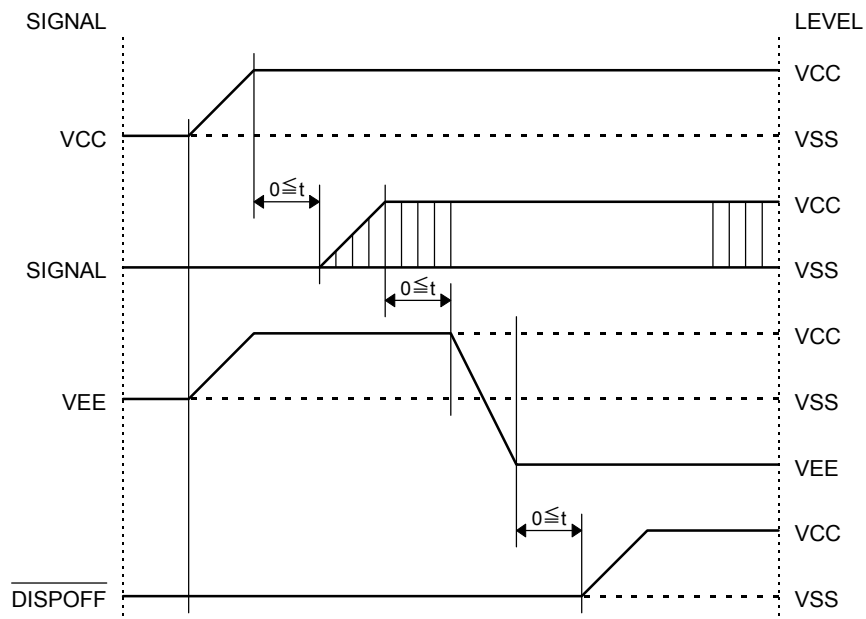 SIGNAL LEVEL
VCC
VCC VSS
0≦t VCC
SIGNAL VSS
0≦t
VCC
VEE VSS
VEE
0≦t VCC
DISPOFF VSS